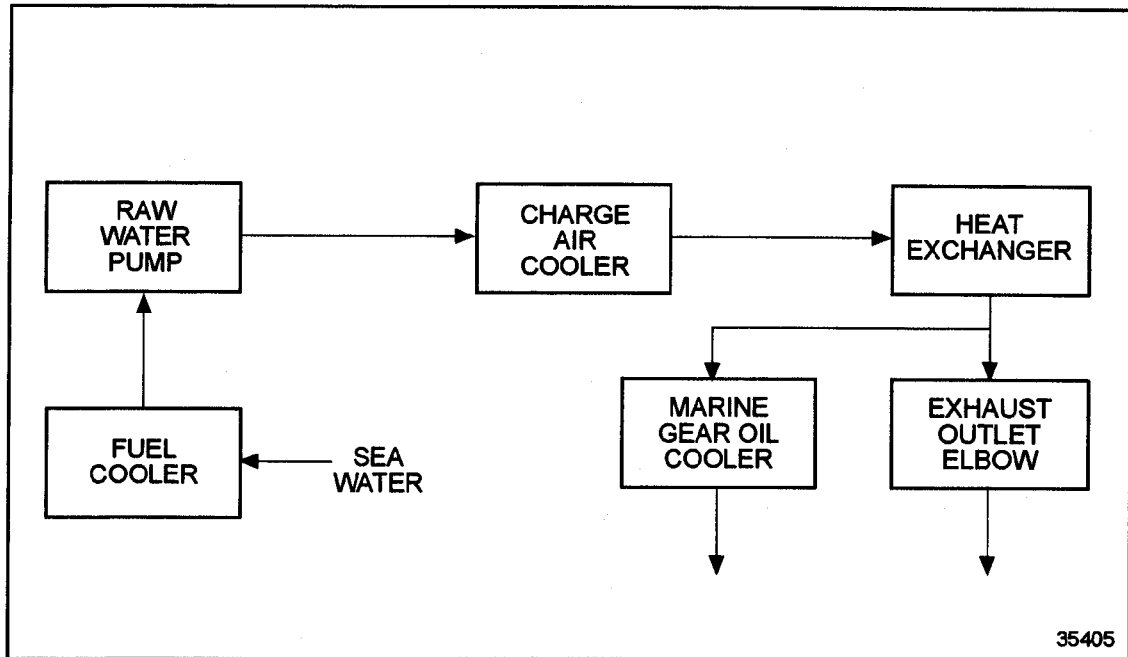 RAW
WATER
PUMP
CHARGE
AIR
COOLER
HEAT
EXCHANGER
MARINE
GEAR OIL
COOLER
EXHAUST
OUTLET
ELBOW
FUEL
COOLER
SEA
WATER
35405